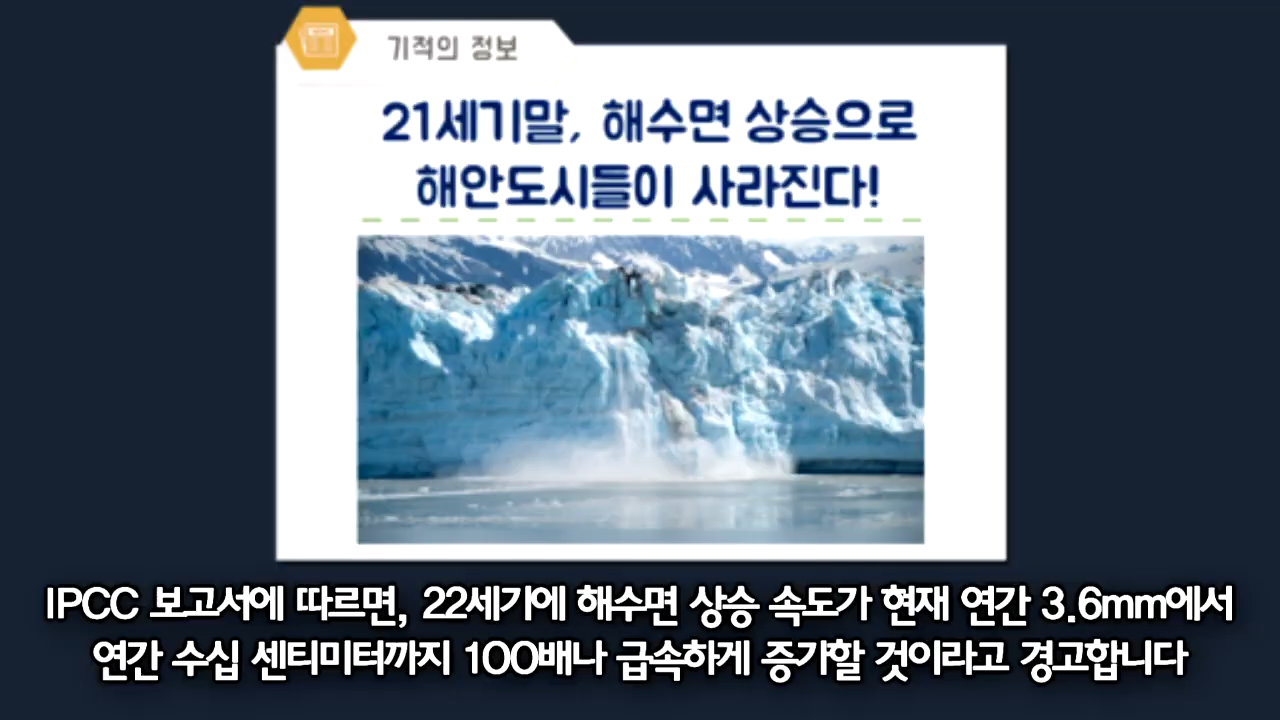 기적의 정보
21세기말, 해수면 상승으로
해안도시들이 사라진다!
IPCC 보고서에 따르면, 22세기에 해수면 상승 속도가 현재 연간 3.6mm에서
연간 수십 센티미터까지 100배나 급속하게 증가할 것이라고 경고합니다